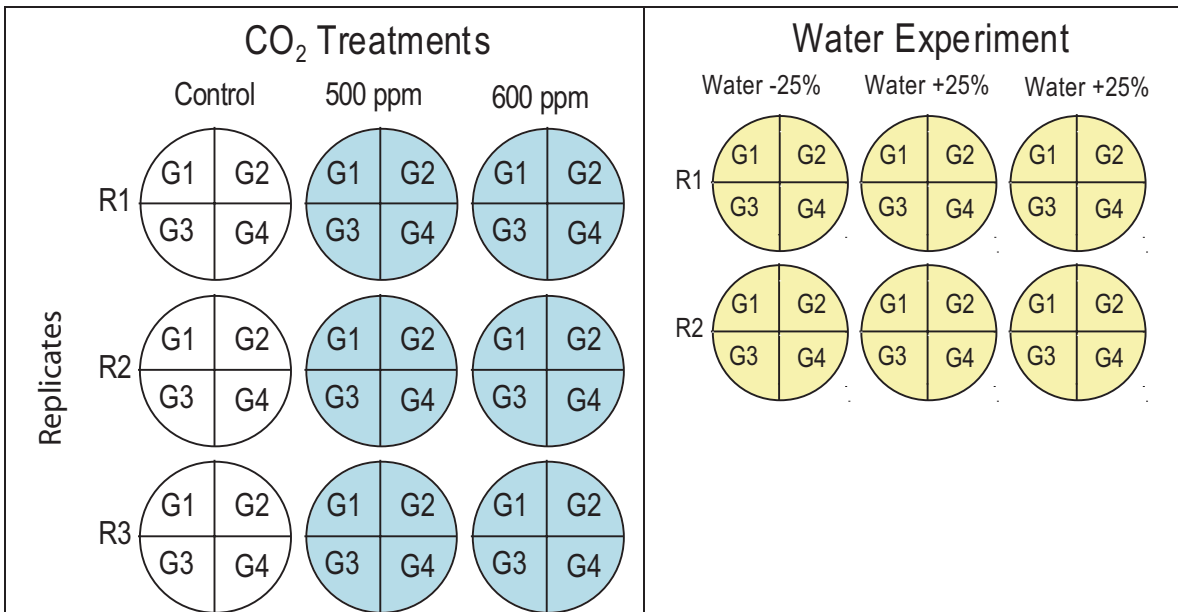 CO₂ Treatments
Control 500 ppm 600 ppm
Replicates
R1
G1 G2 G1 G2 G1 G2
G3 G4 G3 G4 G3 G4
R2
G1 G2 G1 G2 G1 G2
G3 G4 G3 G4 G3 G4
R3
G1 G2 G1 G2 G1 G2
G3 G4 G3 G4 G3 G4
Water Experiment
Water -25% Water +25% Water +25%
R1
G1 G2 G1 G2 G1 G2
G3 G4 G3 G4 G3 G4
R2
G1 G2 G1 G2 G1 G2
G3 G4 G3 G4 G3 G4